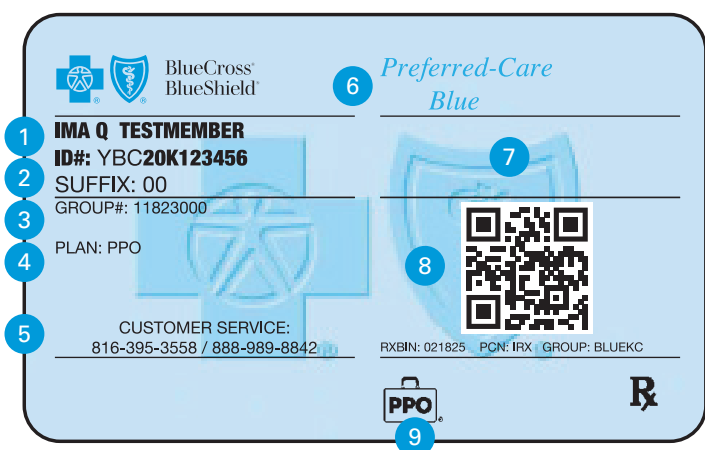 BlueCross®
BlueShield®
6
Preferred-Care
Blue
1
IMA Q TESTMEMBER
ID#: YBC20K123456
2
SUFFIX: 00
7
3
GROUP#: 11823000
4
PLAN: PPO
8
5
CUSTOMER SERVICE:
816-395-3558 / 888-989-8842
RXBIN: 021825 PCN: IRX GROUP: BLUEKC
PPO
Rx
9